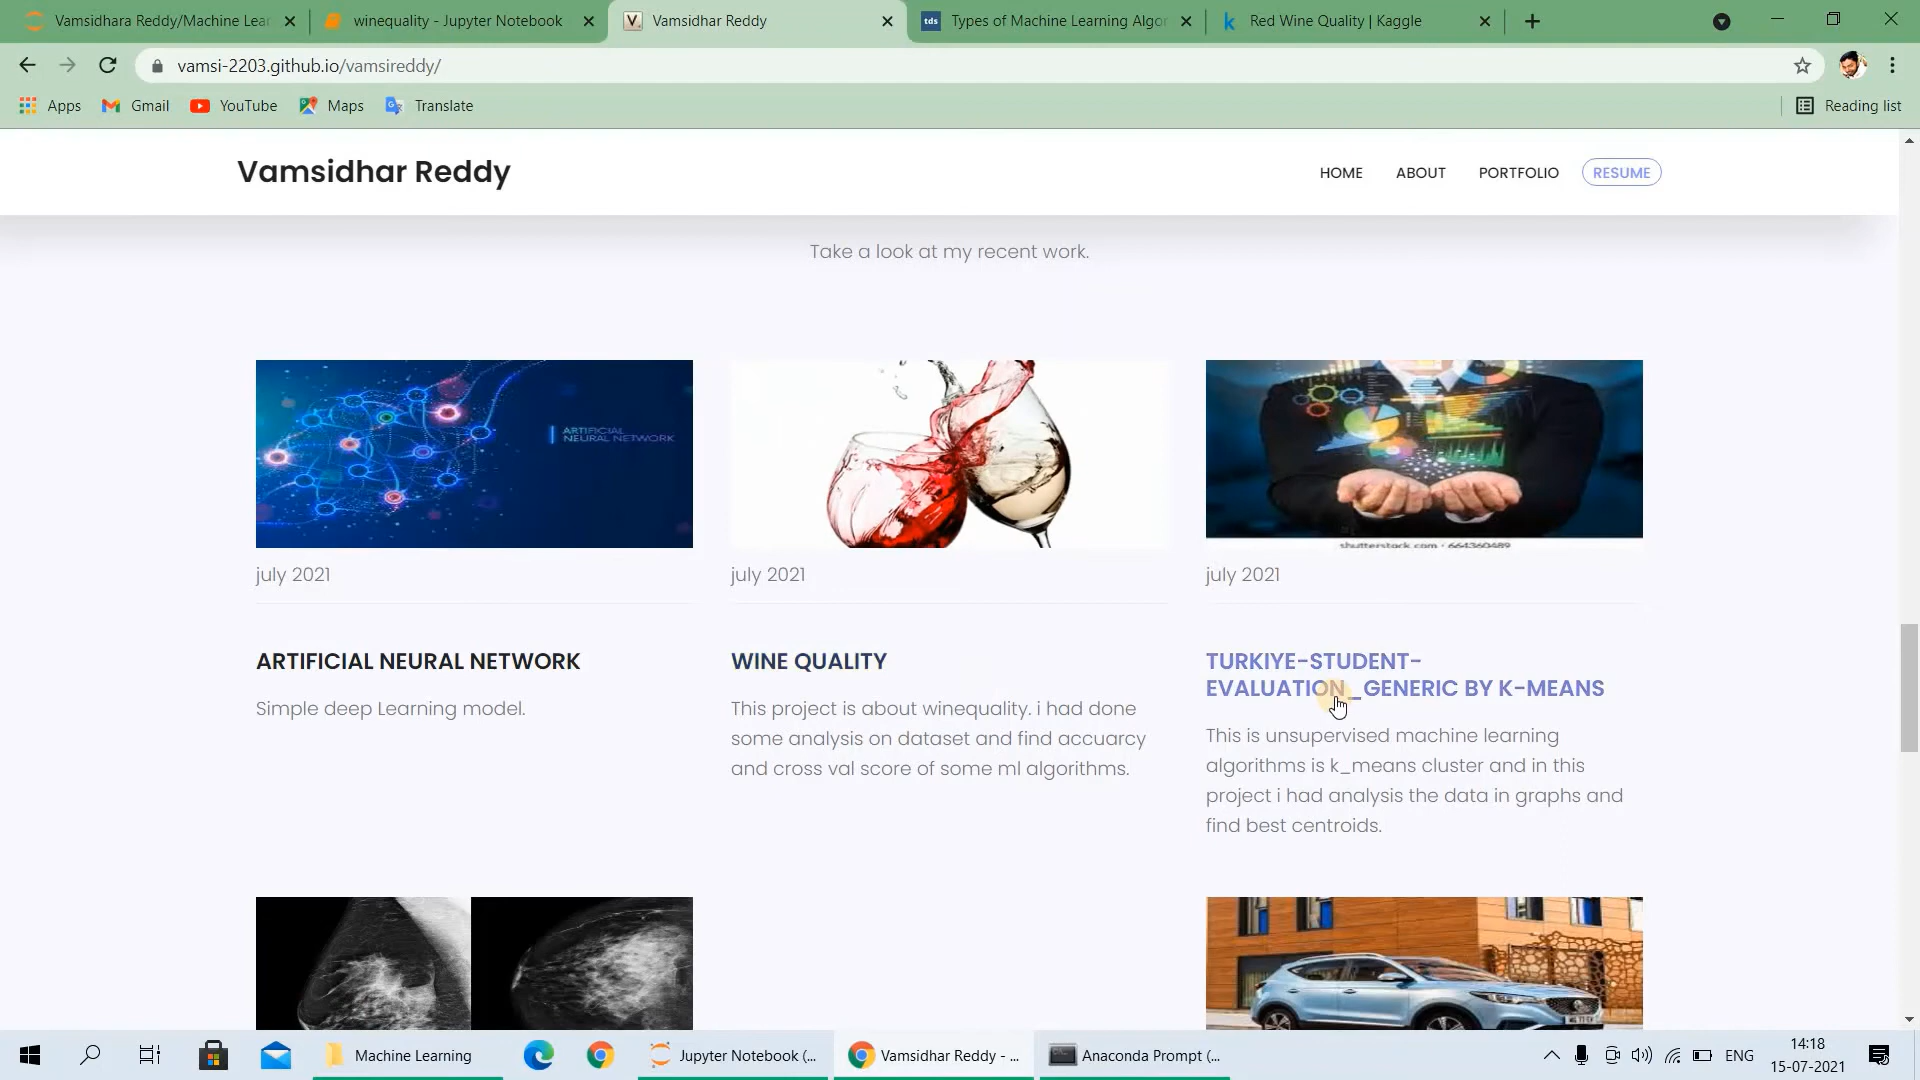 Vamsidhara Reddy/Machine Lear
winequality - Jupyter Notebook
Vamsidhar Reddy
tds Types of Machine Learning Algor
k Red Wine Quality | Kaggle
vamsi-2203.github.io/vamsireddy/
Apps
Gmail
YouTube
Maps
Translate
Reading list
Vamsidhar Reddy
HOME
ABOUT
PORTFOLIO
RESUME
Take a look at my recent work.
ARTIFICIAL
NEURAL NETWORK
shutterstock.com · 664360489
july 2021
july 2021
july 2021
ARTIFICIAL NEURAL NETWORK
Simple deep Learning model.
WINE QUALITY
This project is about winequality. i had done
some analysis on dataset and find accuarcy
and cross val score of some ml algorithms.
TURKIYE-STUDENT-
EVALUATION_GENERIC BY K-MEANS
This is unsupervised machine learning
algorithms is k_means cluster and in this
project i had analysis the data in graphs and
find best centroids.
Machine Learning
Jupyter Notebook (...
Vamsidhar Reddy - ...
Anaconda Prompt (...
ENG
14:18
15-07-2021